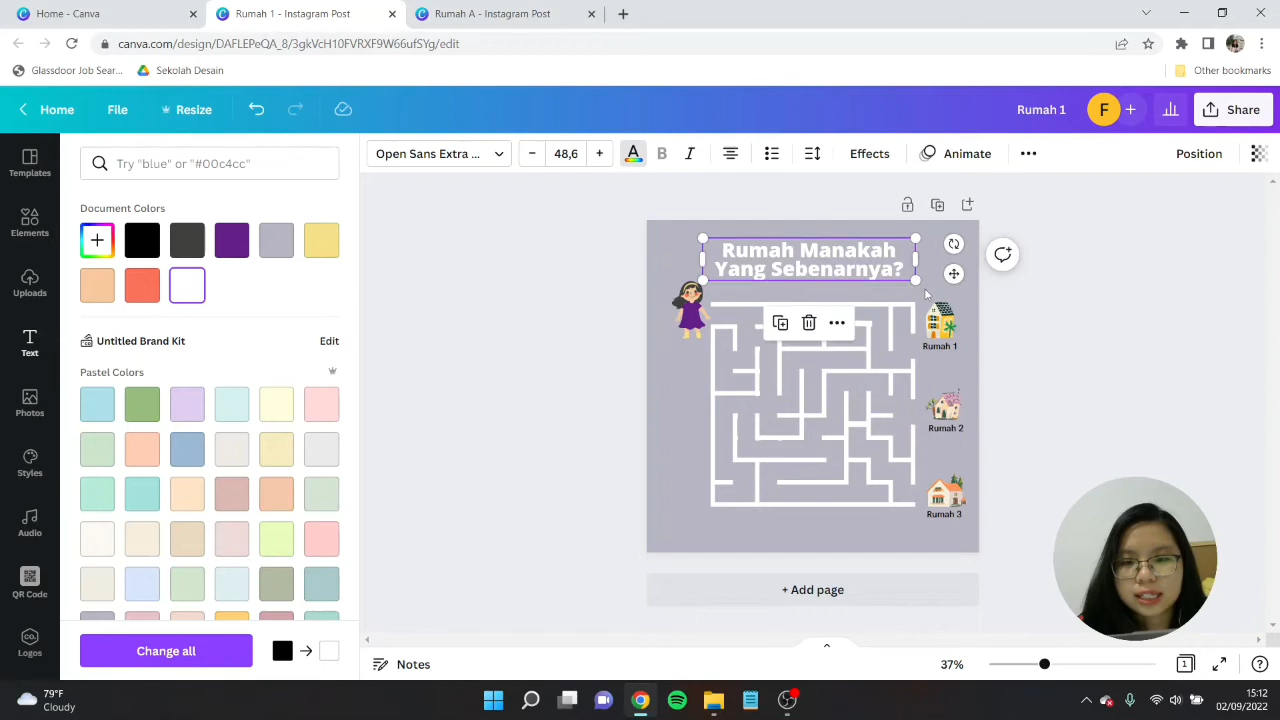 Home - Canva
Rumah 1 - Instagram Post
Rumah A - Instagram Post
canva.com/design/DAFLEPeQA_8/3gkVcH10FVRXF9W66ufSYg/edit
Glassdoor Job Sear...
Sekolah Desain
Other bookmarks
Home
File
Resize
Rumah 1
F
Share
Templates
Elements
Uploads
Text
Photos
Styles
Audio
QR Code
Logos
Try "blue" or "#00c4cc"
Document Colors
Untitled Brand Kit
Edit
Pastel Colors
Change all
Open Sans Extra ...
48,6
A
B
I
Effects
Animate
Position
Rumah Manakah
Yang Sebenarnya?
Rumah 1
Rumah 2
Rumah 3
+ Add page
Notes
37%
1
79°F
Cloudy
15:12
02/09/2022